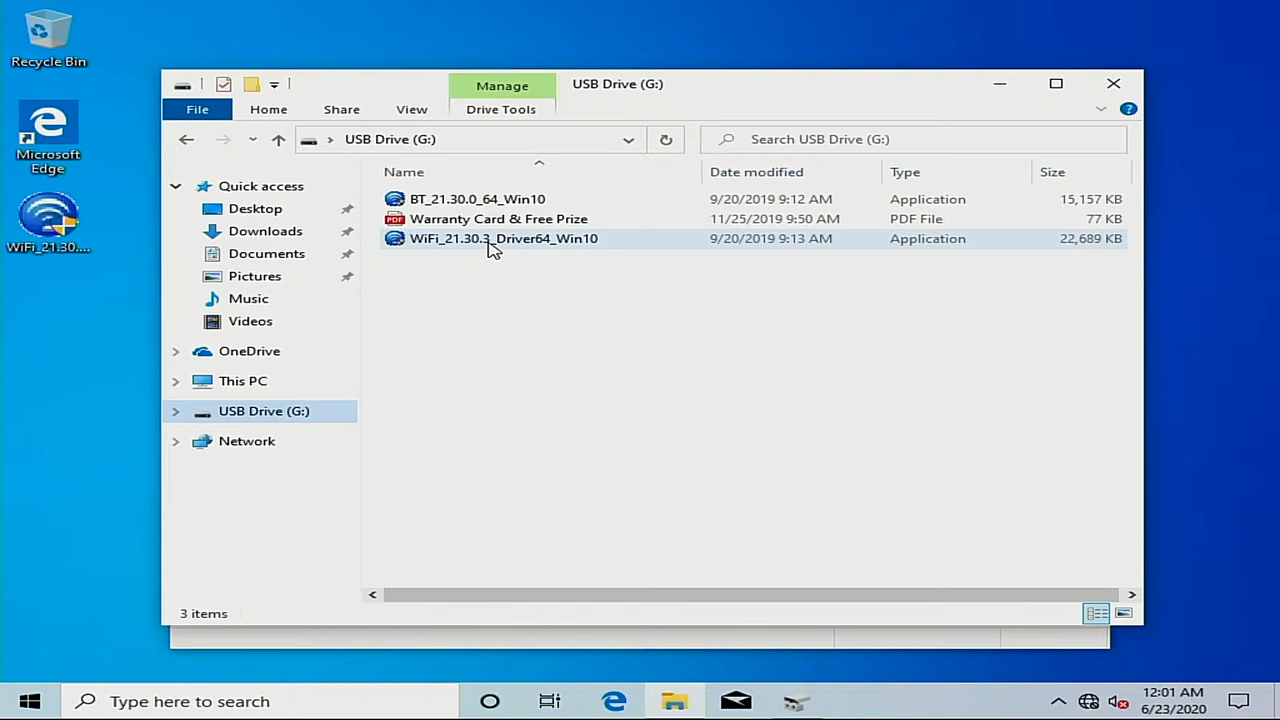 Recycle Bin
Microsoft
Edge
WiFi_21.30....
Manage
USB Drive (G:)
File
Home
Share
View
Drive Tools
USB Drive (G:)
Search USB Drive (G:)
Name
Date modified
Type
Size
Quick access
Desktop
Downloads
Documents
Pictures
Music
Videos
OneDrive
This PC
USB Drive (G:)
Network
BT_21.30.0_64_Win10
9/20/2019 9:12 AM
Application
15,157 KB
PDF
Warranty Card & Free Prize
11/25/2019 9:50 AM
PDF File
77 KB
WiFi_21.30.3_Driver64_Win10
9/20/2019 9:13 AM
Application
22,689 KB
3 items
Type here to search
12:01 AM
6/23/2020